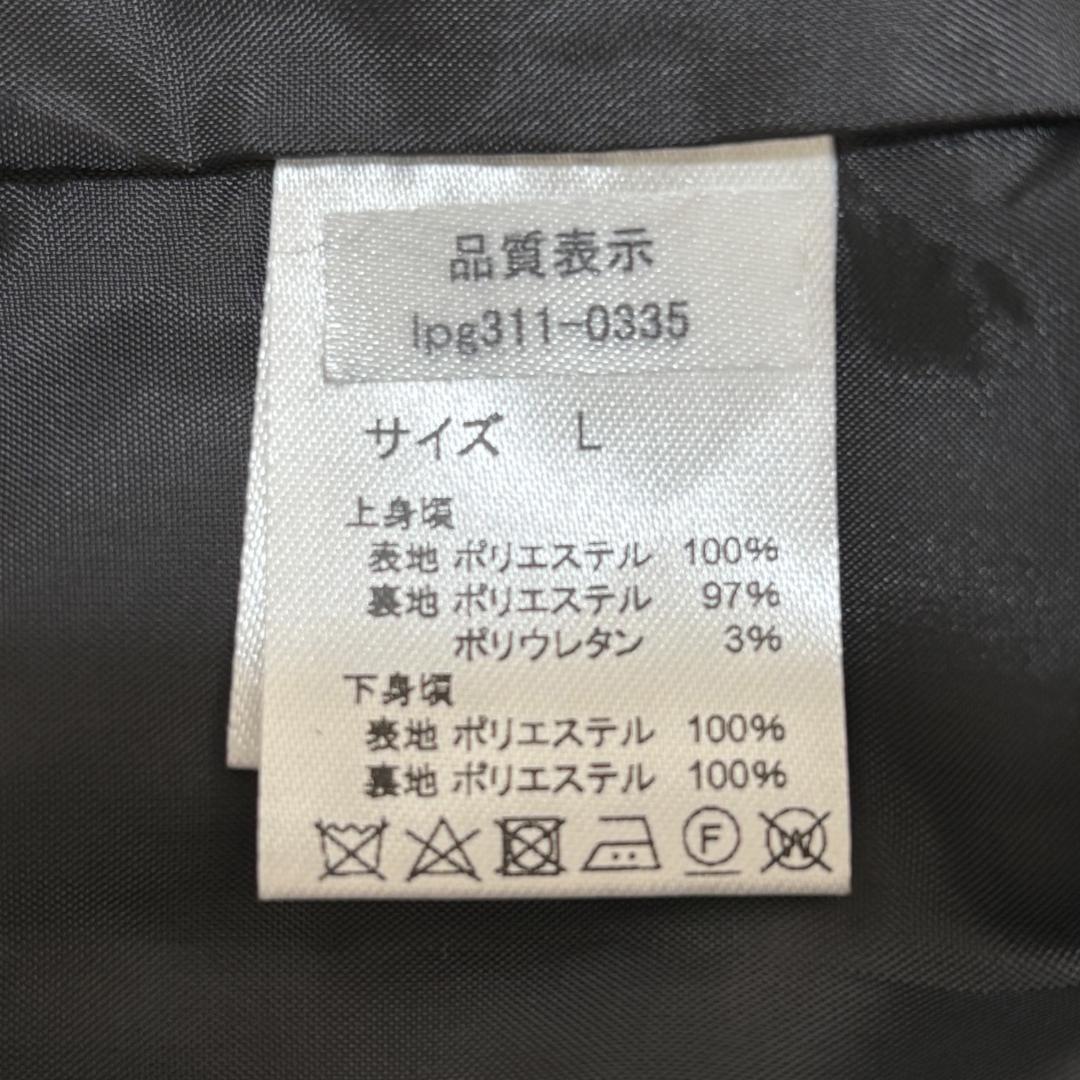 品質表示
lpg311-0335
サイズ L
上身頃
表地 ポリエステル 100%
裏地 ポリエステル 97%
ポリウレタン 3%
下身頃
表地 ポリエステル 100%
裏地 ポリエステル 100%
F W